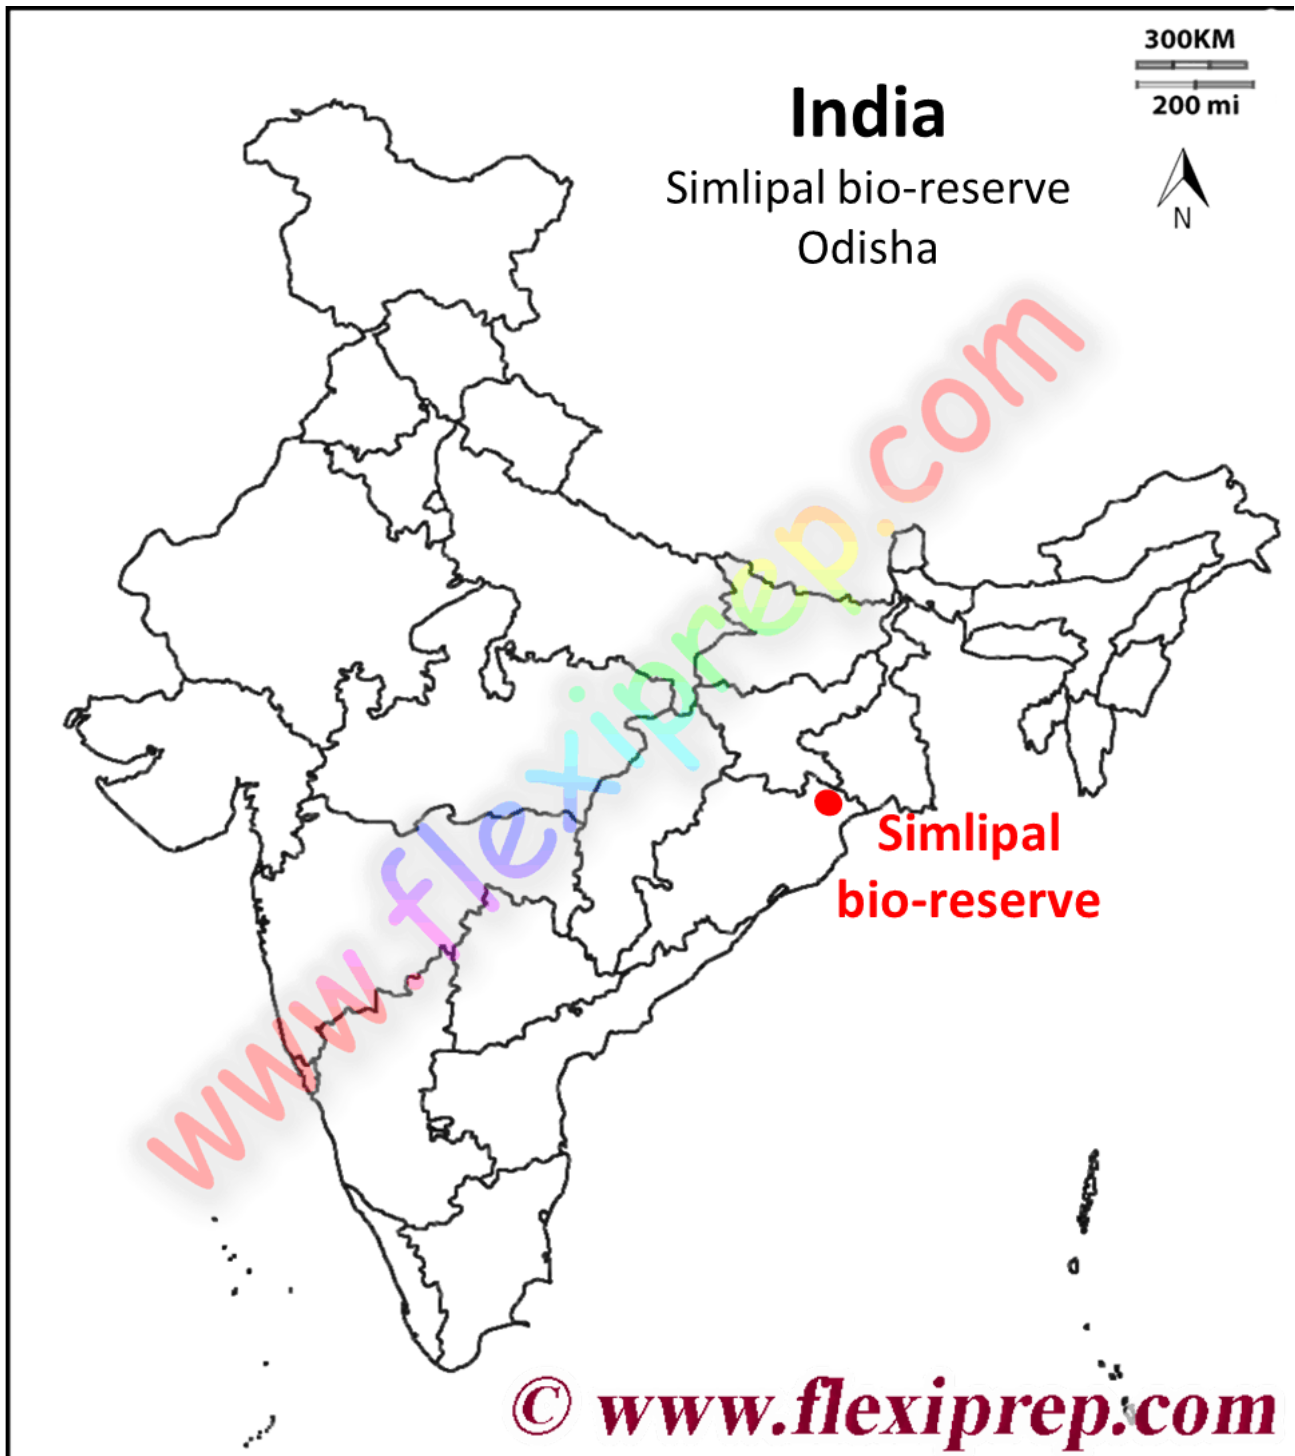 300KM
200 mi
India
Simlipal bio-reserve
Odisha
N
www.flexiprep.com
Simlipal
bio-reserve
© www.flexiprep.com